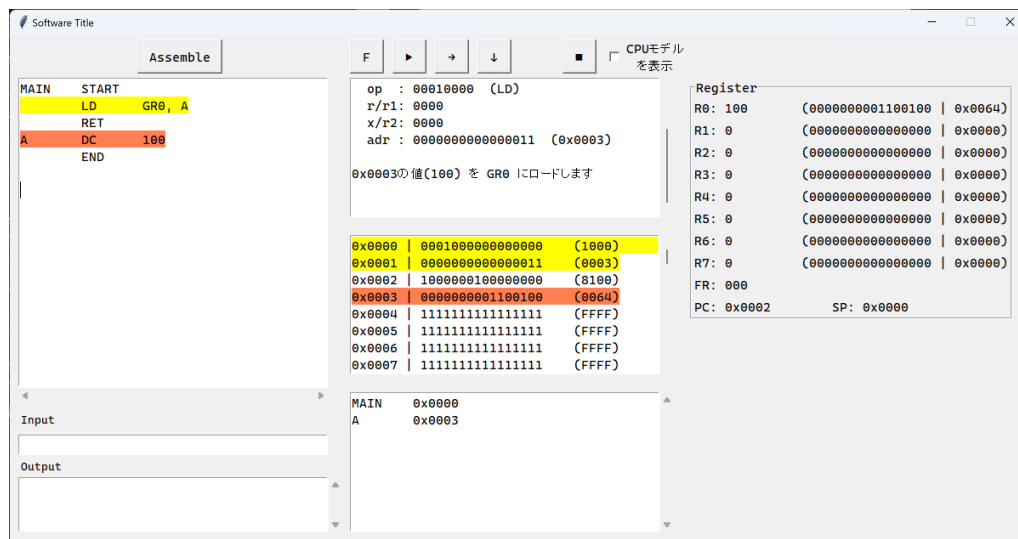 Software Title
Assemble
MAIN    START
        LD      GR0, A
        RET
A       DC      100
        END
Input
Output
F ▶ → ↓ ■
CPUモデル
を表示
op  : 00010000  (LD)
r/r1: 0000
x/r2: 0000
adr : 0000000000000011  (0x0003)
0x0003の値(100) を GR0 にロードします
0x0000 | 0001000000000000    (1000)
0x0001 | 0000000000000011    (0003)
0x0002 | 1000000100000000    (8100)
0x0003 | 0000000001100100    (0064)
0x0004 | 1111111111111111    (FFFF)
0x0005 | 1111111111111111    (FFFF)
0x0006 | 1111111111111111    (FFFF)
0x0007 | 1111111111111111    (FFFF)
MAIN    0x0000
A       0x0003
Register
R0: 100       (0000000001100100 | 0x0064)
R1: 0         (0000000000000000 | 0x0000)
R2: 0         (0000000000000000 | 0x0000)
R3: 0         (0000000000000000 | 0x0000)
R4: 0         (0000000000000000 | 0x0000)
R5: 0         (0000000000000000 | 0x0000)
R6: 0         (0000000000000000 | 0x0000)
R7: 0         (0000000000000000 | 0x0000)
FR: 000
PC: 0x0002        SP: 0x0000